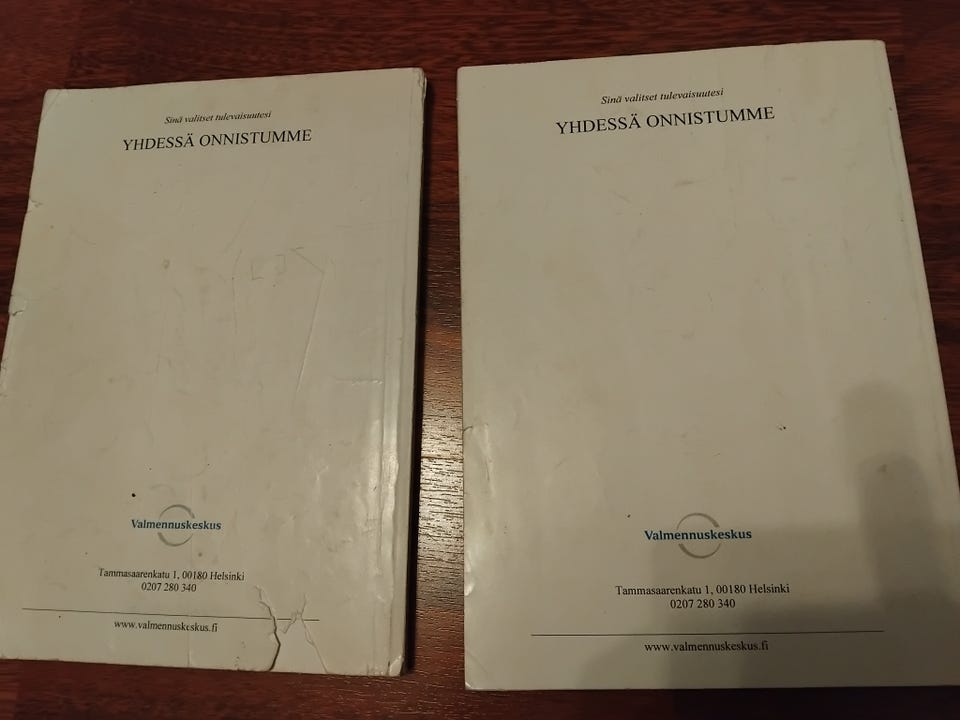 Sinä valitset tulevaisuutesi
YHDESSÄ ONNISTUMME
Valmennuskeskus
Tammasaarenkatu 1, 00180 Helsinki
0207 280 340
www.valmennuskeskus.fi
Sinä valitset tulevaisuutesi
YHDESSÄ ONNISTUMME
Valmennuskeskus
Tammasaarenkatu 1, 00180 Helsinki
0207 280 340
www.valmennuskeskus.fi